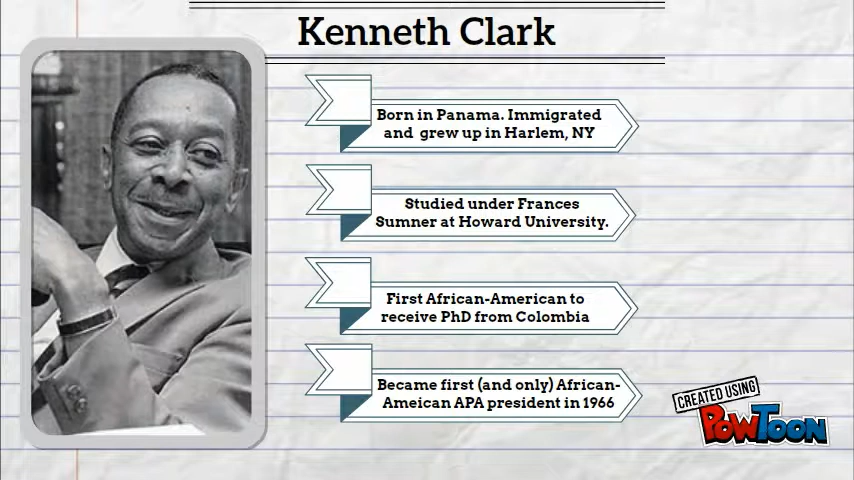 Kenneth Clark
Born in Panama. Immigrated
and grew up in Harlem, NY
Studied under Frances
Sumner at Howard University.
First African-American to
receive PhD from Colombia
Became first (and only) African-
Ameican APA president in 1966
CREATED USING
POWTOON